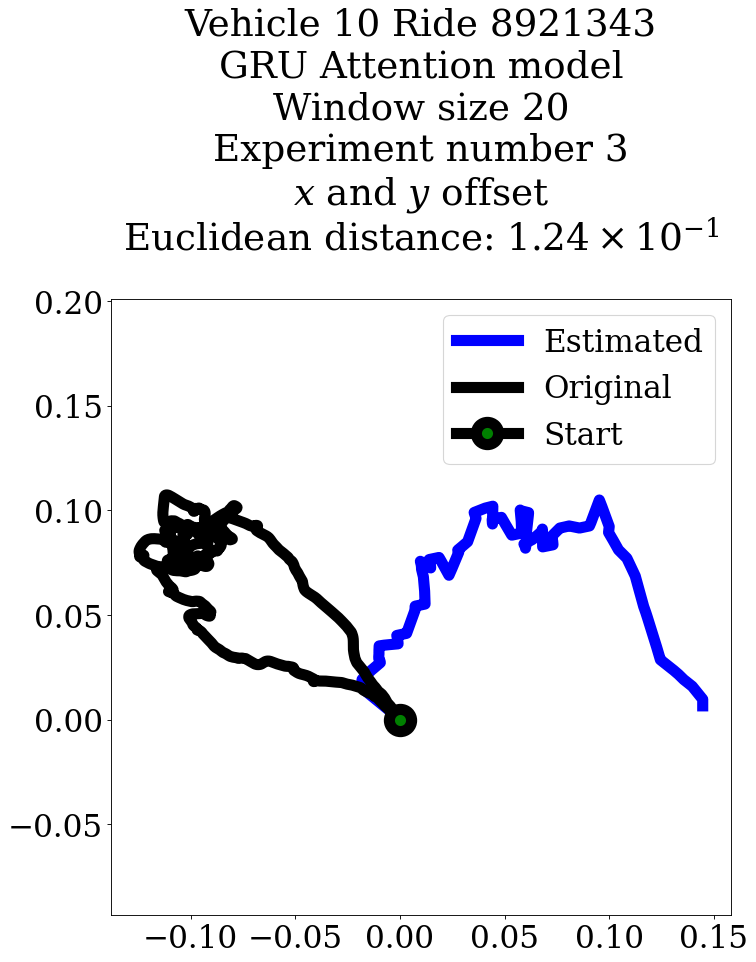 Vehicle 10 Ride 8921343
GRU Attention model
Window size 20
Experiment number 3
x and y offset
Euclidean distance: 1.24 × 10⁻¹
Estimated
Original
Start
0.20
0.15
0.10
0.05
0.00
−0.05
−0.10 −0.05 0.00 0.05 0.10 0.15